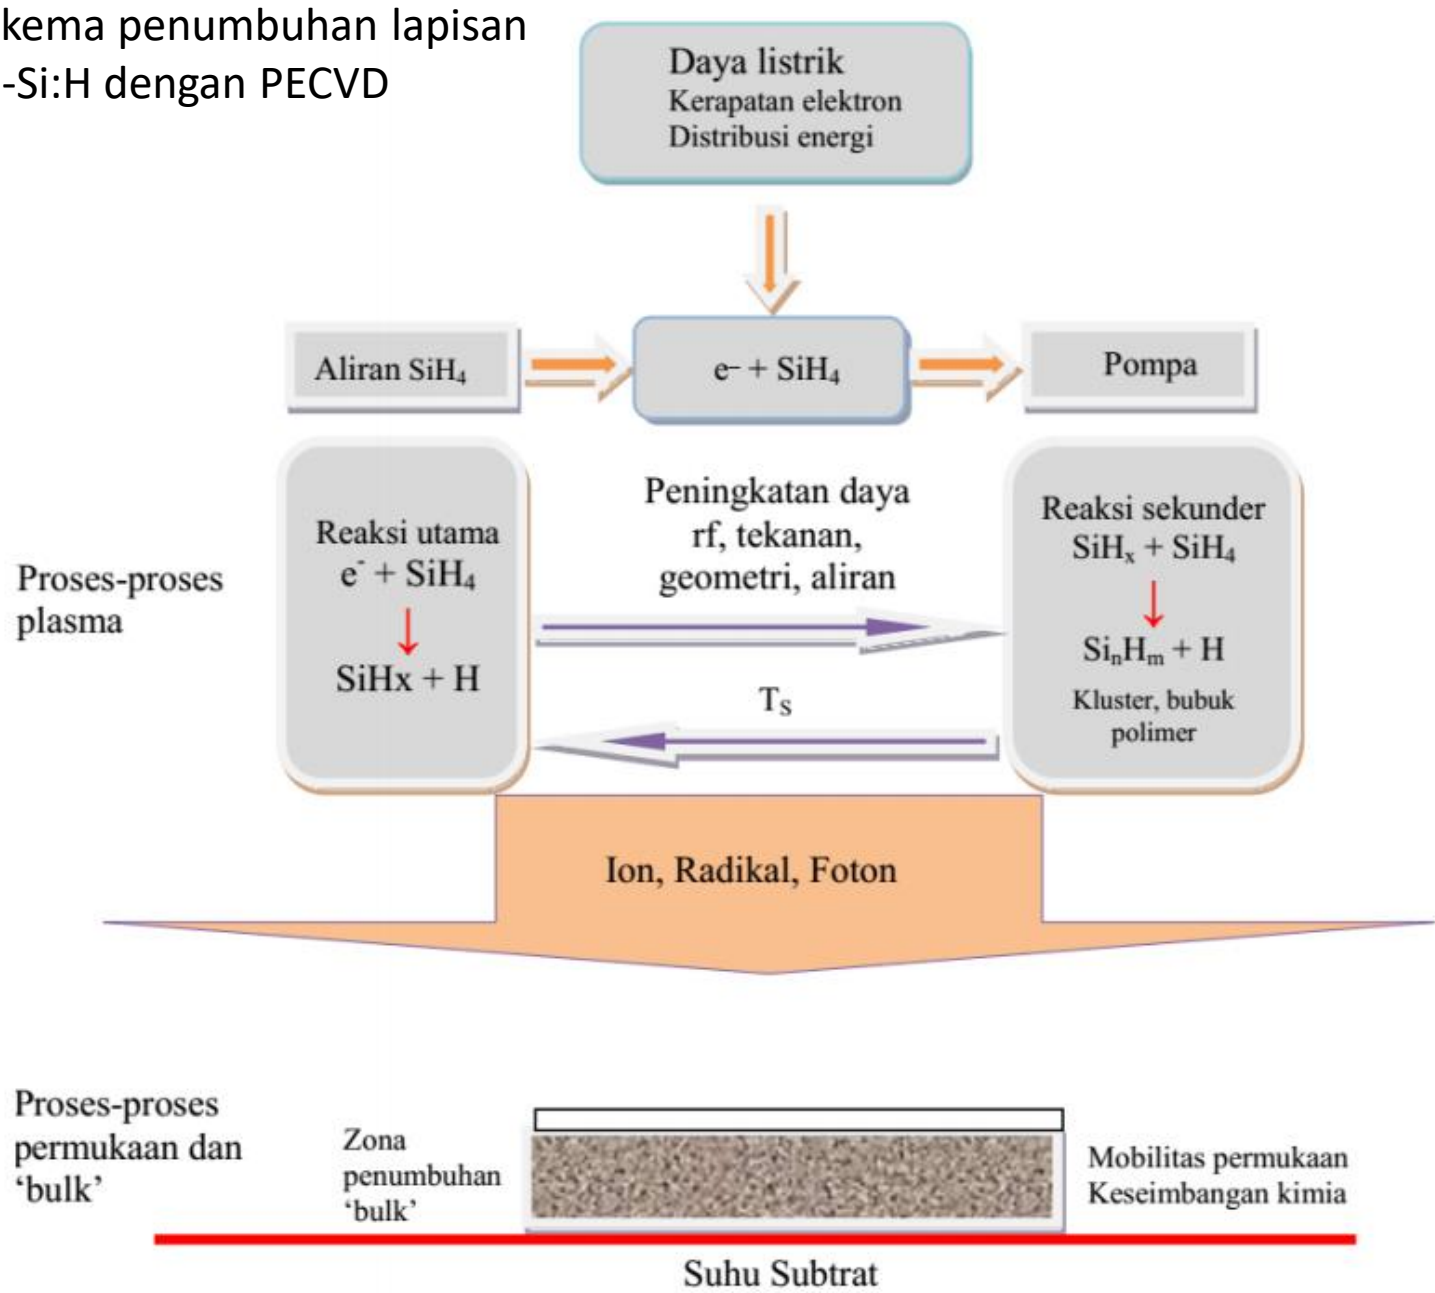 kema penumbuhan lapisan
-Si:H dengan PECVD
Daya listrik
Kerapatan elektron
Distribusi energi
Aliran SiH₄
e⁻ + SiH₄
Pompa
Proses-proses
plasma
Reaksi utama
e⁻ + SiH₄
↓
SiHx + H
Peningkatan daya
rf, tekanan,
geometri, aliran
Tₛ
Reaksi sekunder
SiHₓ + SiH₄
↓
SiₙHₘ + H
Kluster, bubuk
polimer
Ion, Radikal, Foton
Proses-proses
permukaan dan
‘bulk’
Zona
penumbuhan
‘bulk’
Mobilitas permukaan
Keseimbangan kimia
Suhu Subtrat